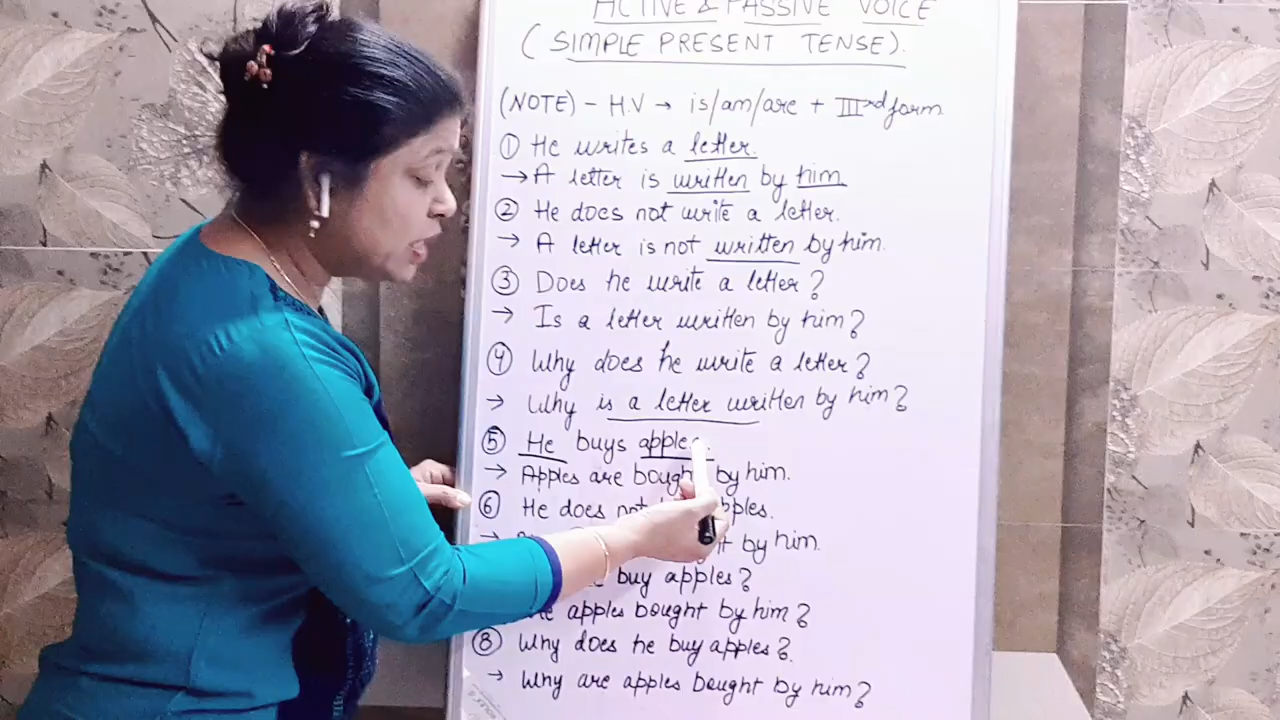 ACTIVE & PASSIVE VOICE
(SIMPLE PRESENT TENSE).
(NOTE) - H.V → is/am/are + IIIrd form
① He writes a letter.
→ A letter is written by him
② He does not write a letter.
→ A letter is not written by him.
③ Does he write a letter?
→ Is a letter written by him?
④ Why does he write a letter?
→ Why is a letter written by him?
⑤ He buys apples.
→ Apples are bought by him.
⑥ He does not apples.
→ by him.
buy apples?
apples bought by him?
⑧ Why does he buy apples?
→ Why are apples bought by him?